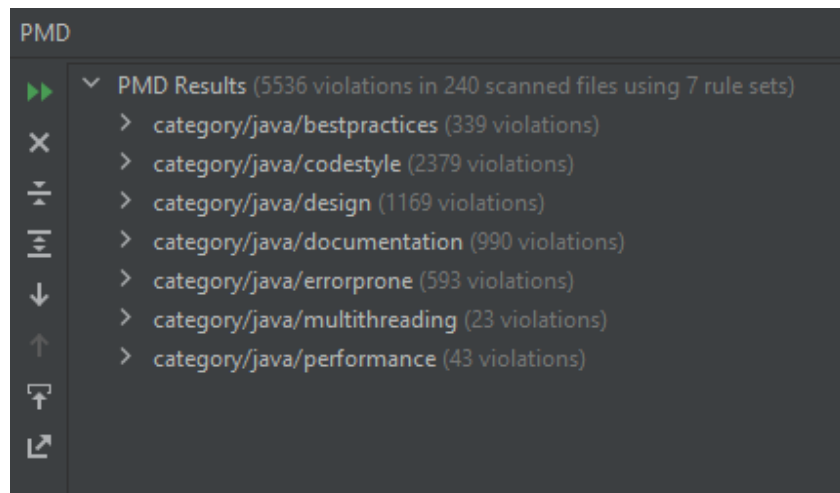 PMD
PMD Results (5536 violations in 240 scanned files using 7 rule sets)
category/java/bestpractices (339 violations)
category/java/codestyle (2379 violations)
category/java/design (1169 violations)
category/java/documentation (990 violations)
category/java/errorprone (593 violations)
category/java/multithreading (23 violations)
category/java/performance (43 violations)